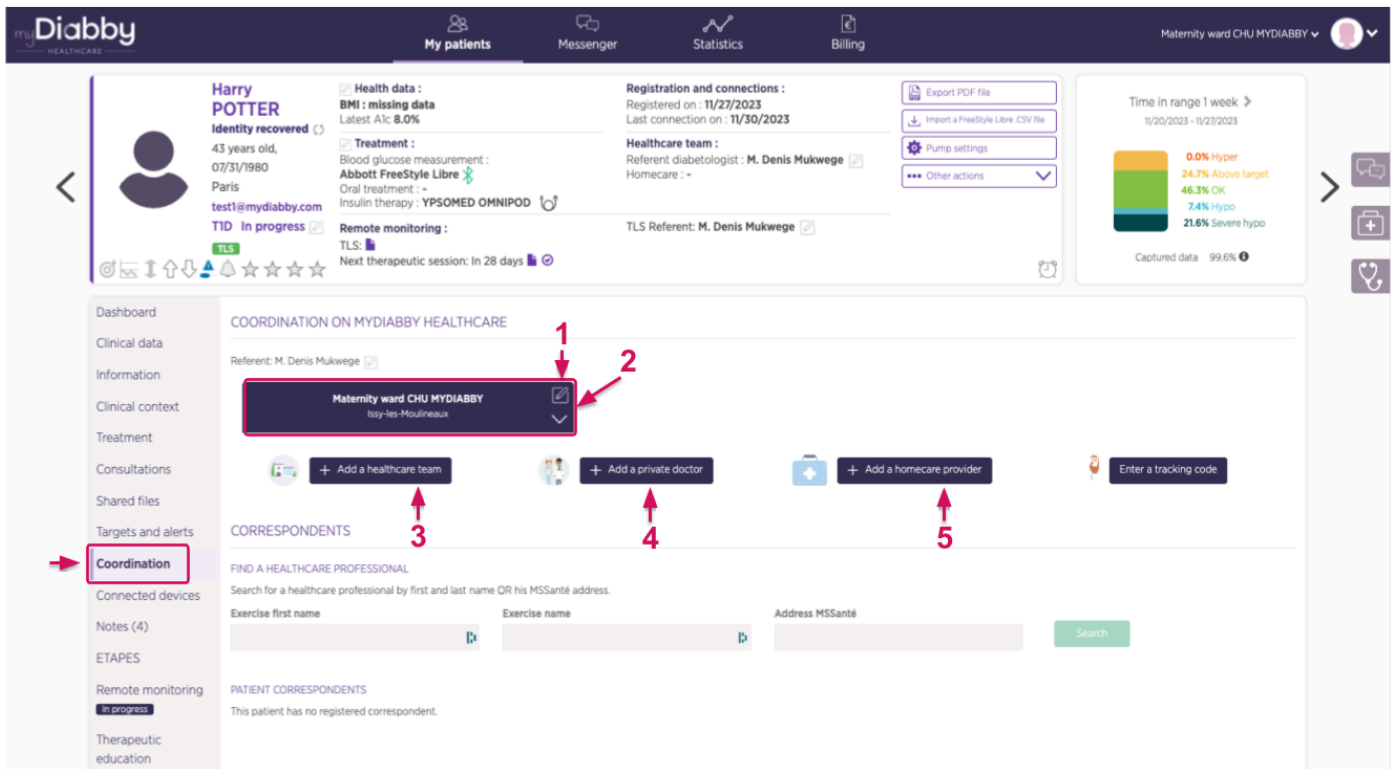 myDiabby
HEALTHCARE
My patients
Messenger
Statistics
Billing
Maternity ward CHU MYDIABBY
Harry
POTTER
Identity recovered
43 years old,
07/31/1980
Paris
test1@mydiabby.com
T1D In progress
TLS
Health data :
BMI : missing data
Latest A1c 8.0%
Treatment :
Blood glucose measurement :
Abbott FreeStyle Libre
Oral treatment : -
Insulin therapy : YPSOMED OMNIPOD
Remote monitoring :
TLS:
Next therapeutic session: In 28 days
Registration and connections :
Registered on : 11/27/2023
Last connection on : 11/30/2023
Healthcare team :
Referent diabetologist : M. Denis Mukwege
Homecare : -
TLS Referent: M. Denis Mukwege
Export PDF file
Import a FreeStyle Libre .CSV file
Pump settings
Other actions
Time in range 1 week >
11/20/2023 - 11/27/2023
0.0% Hyper
24.7% Above target
46.3% OK
7.4% Hypo
21.6% Severe hypo
Captured data 99.6%
Dashboard
Clinical data
Information
Clinical context
Treatment
Consultations
Shared files
Targets and alerts
Coordination
Connected devices
Notes (4)
ETAPES
Remote monitoring
In progress
Therapeutic
education
COORDINATION ON MYDIABBY HEALTHCARE
1
2
Referent: M. Denis Mukwege
Maternity ward CHU MYDIABBY
Issy-les-Moulineaux
+ Add a healthcare team
+ Add a private doctor
+ Add a homecare provider
Enter a tracking code
3
4
5
CORRESPONDENTS
FIND A HEALTHCARE PROFESSIONAL
Search for a healthcare professional by first and last name OR his MSSanté address.
Exercise first name
Exercise name
Address MSSanté
Search
PATIENT CORRESPONDENTS
This patient has no registered correspondent.